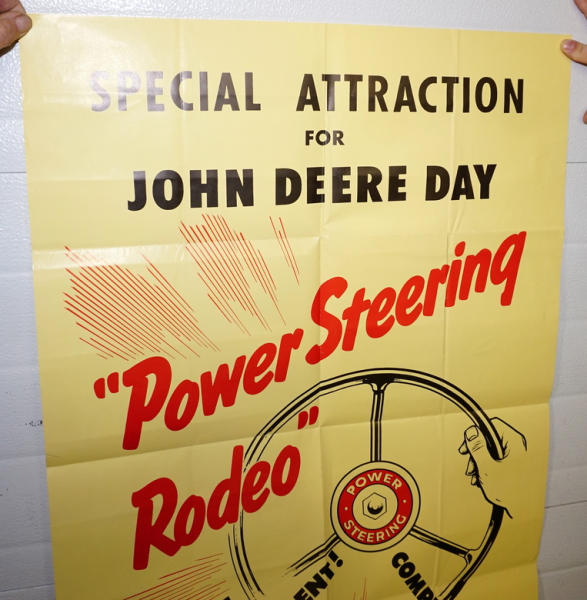 SPECIAL ATTRACTION
FOR
JOHN DEERE DAY
"Power Steering
Rodeo"
POWER
STEERING